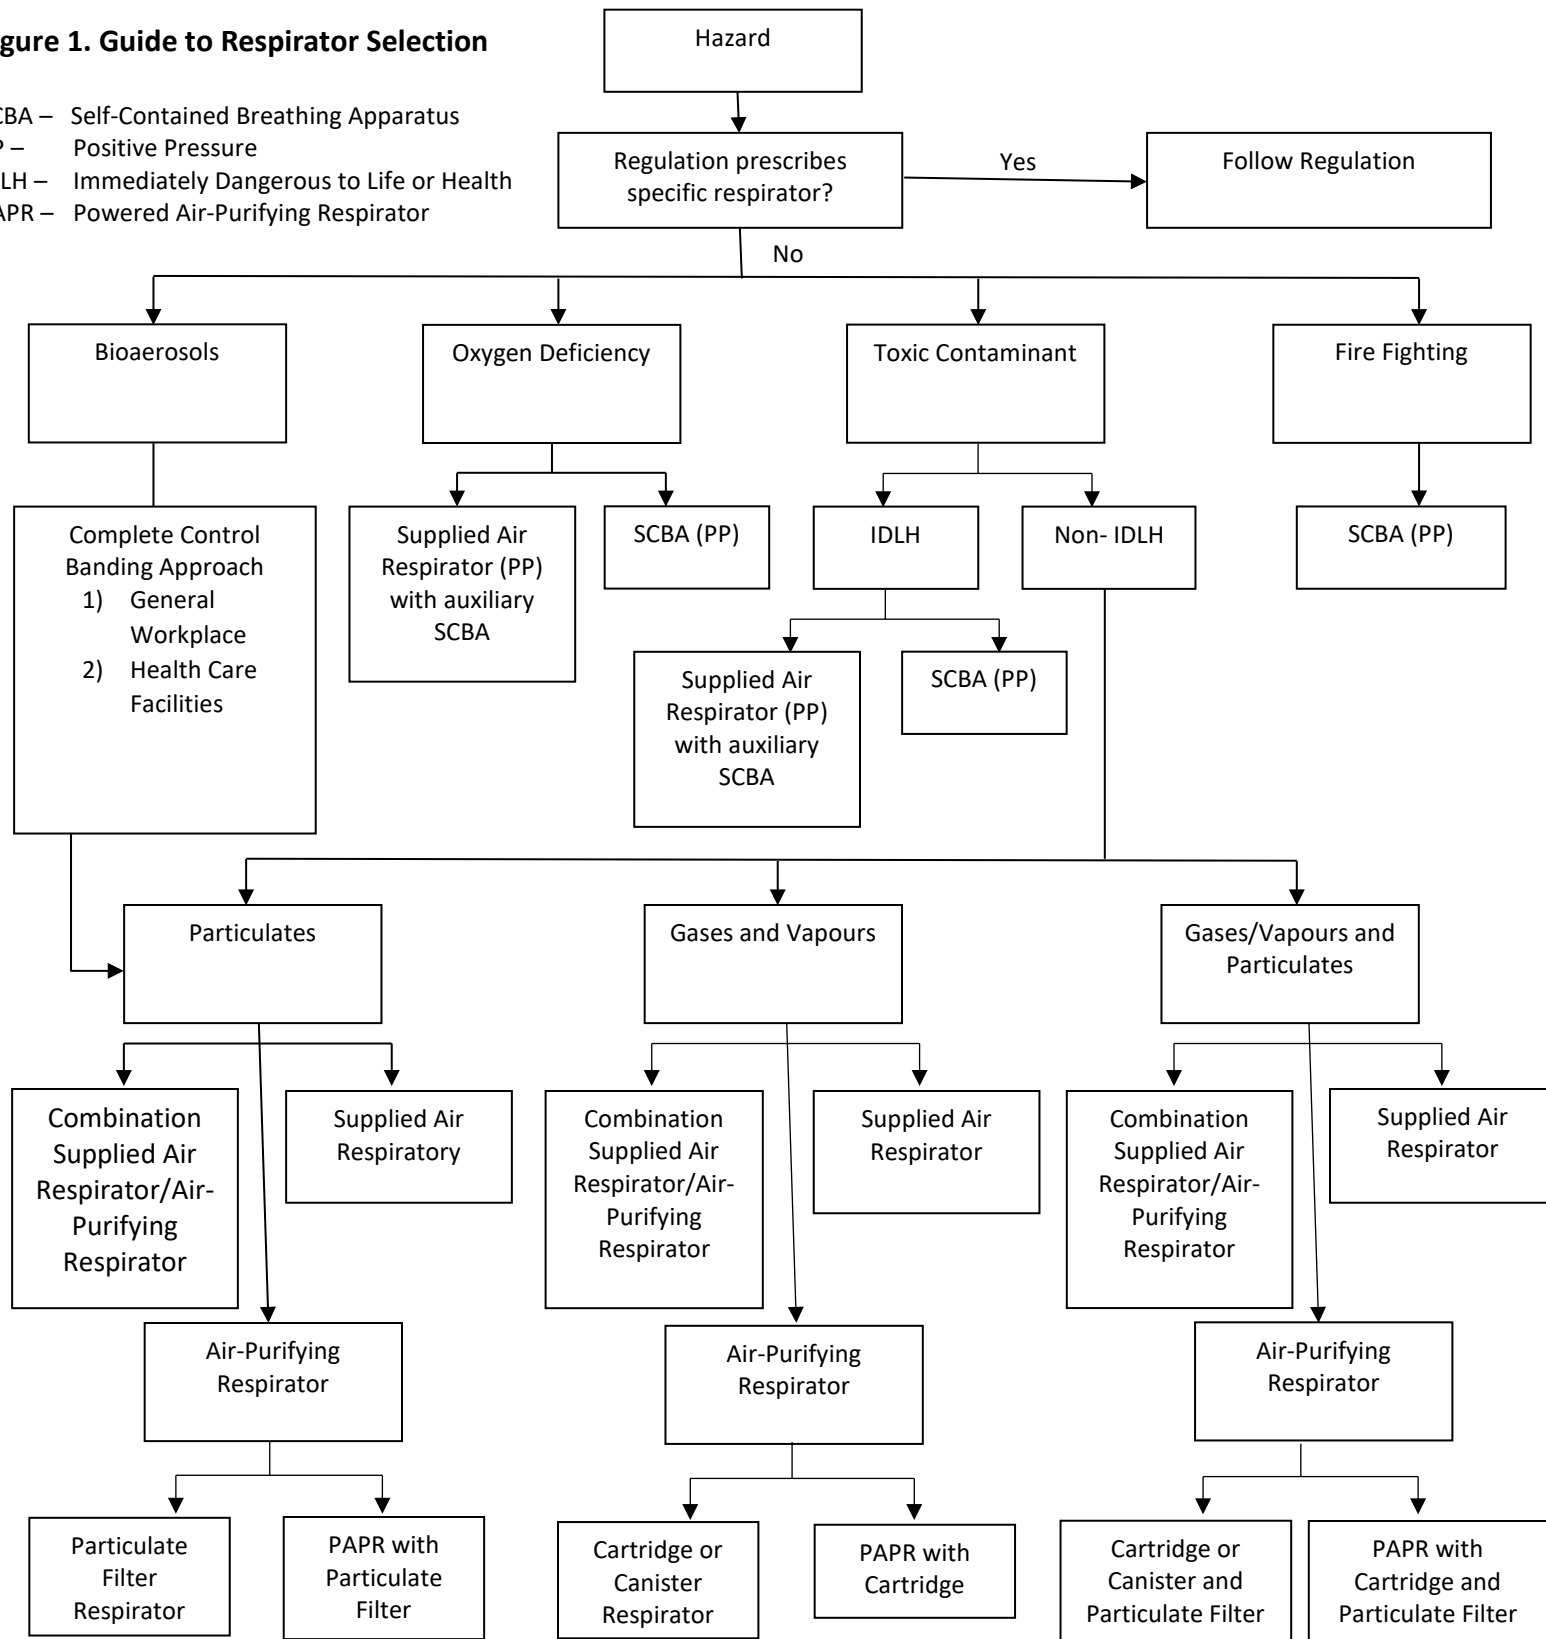 gure 1. Guide to Respirator Selection
CBA – Self-Contained Breathing Apparatus
P – Positive Pressure
LH – Immediately Dangerous to Life or Health
APR – Powered Air-Purifying Respirator
Hazard
Regulation prescribes
specific respirator?
Yes
Follow Regulation
No
Bioaerosols
Oxygen Deficiency
Toxic Contaminant
Fire Fighting
Complete Control
Banding Approach
1) General
Workplace
2) Health Care
Facilities
Supplied Air
Respirator (PP)
with auxiliary
SCBA
SCBA (PP)
IDLH
Non- IDLH
SCBA (PP)
Supplied Air
Respirator (PP)
with auxiliary
SCBA
SCBA (PP)
Particulates
Gases and Vapours
Gases/Vapours and
Particulates
Combination
Supplied Air
Respirator/Air-
Purifying
Respirator
Supplied Air
Respiratory
Combination
Supplied Air
Respirator/Air-
Purifying
Respirator
Supplied Air
Respirator
Combination
Supplied Air
Respirator/Air-
Purifying
Respirator
Supplied Air
Respirator
Air-Purifying
Respirator
Air-Purifying
Respirator
Air-Purifying
Respirator
Particulate
Filter
Respirator
PAPR with
Particulate
Filter
Cartridge or
Canister
Respirator
PAPR with
Cartridge
Cartridge or
Canister and
Particulate Filter
PAPR with
Cartridge and
Particulate Filter